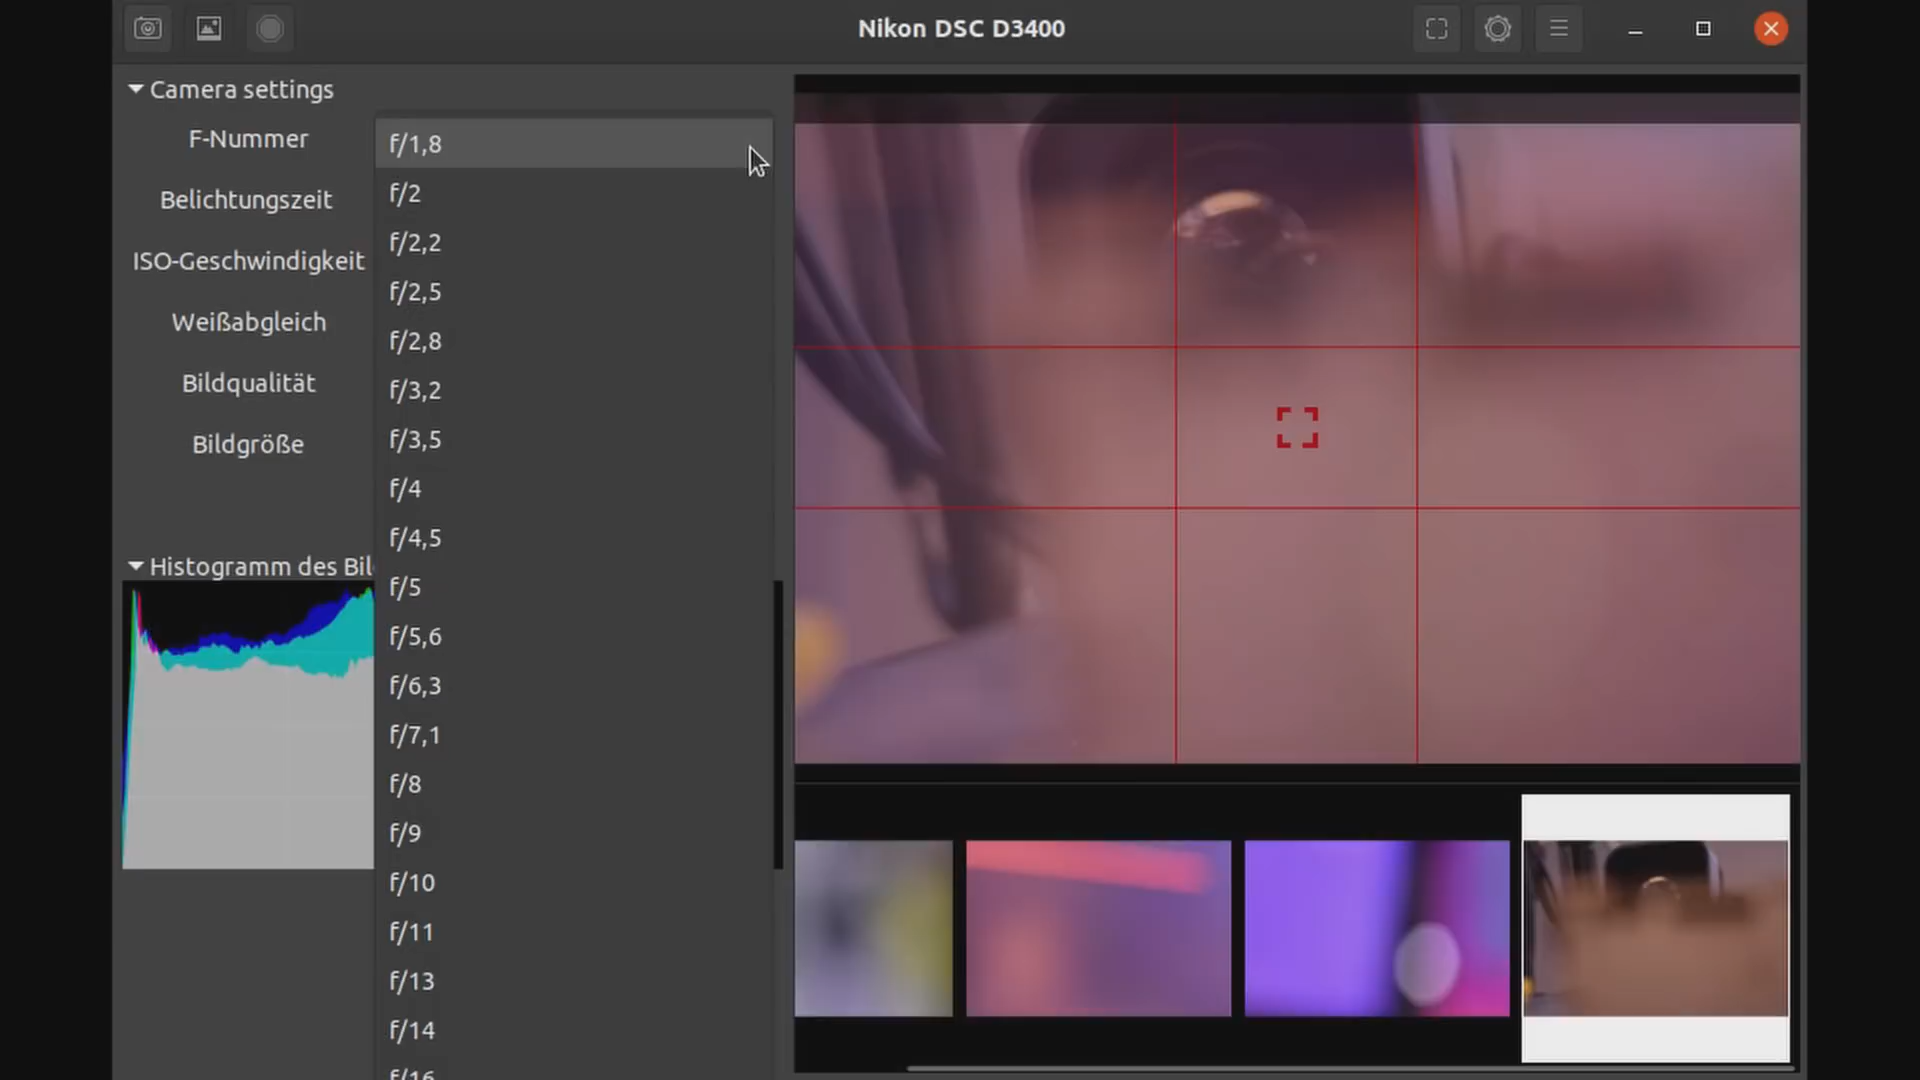 Nikon DSC D3400
Camera settings
F-Nummer
Belichtungszeit
ISO-Geschwindigkeit
Weißabgleich
Bildqualität
Bildgröße
Histogramm des Bil
f/1,8
f/2
f/2,2
f/2,5
f/2,8
f/3,2
f/3,5
f/4
f/4,5
f/5
f/5,6
f/6,3
f/7,1
f/8
f/9
f/10
f/11
f/13
f/14
f/16